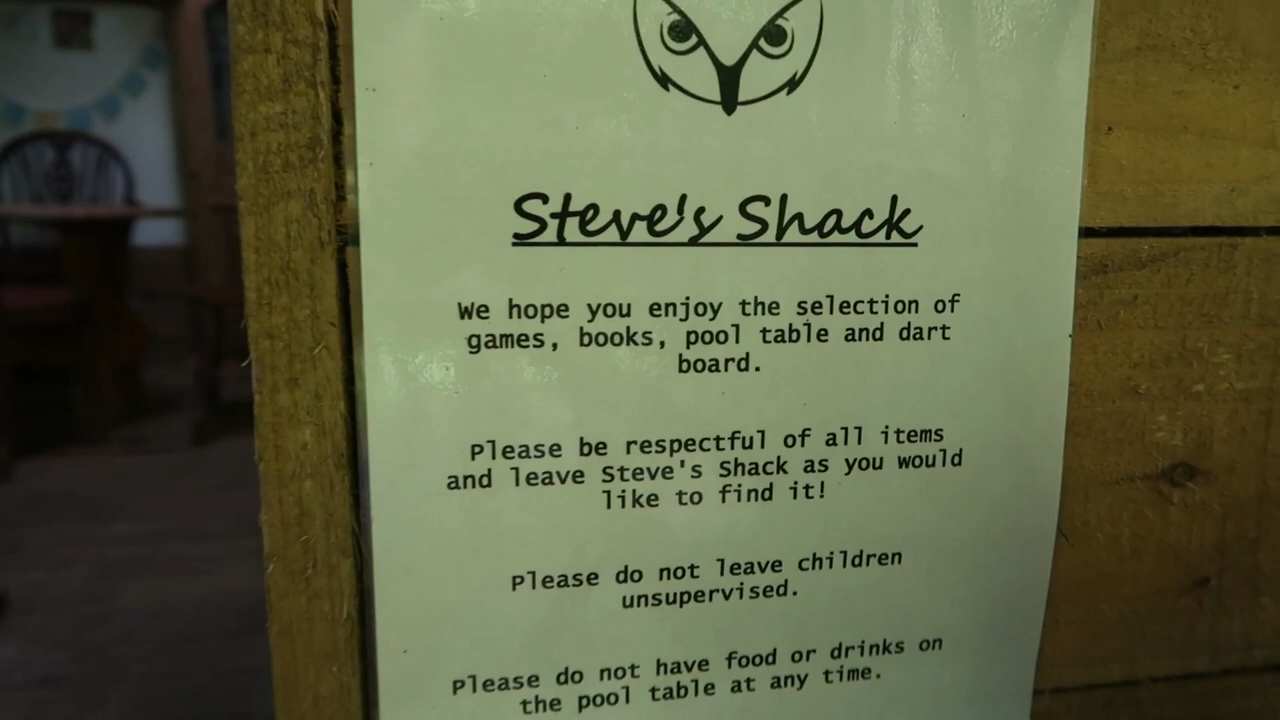 Steve's Shack
We hope you enjoy the selection of
games, books, pool table and dart
board.
Please be respectful of all items
and leave Steve's Shack as you would
like to find it!
Please do not leave children
unsupervised.
Please do not have food or drinks on
the pool table at any time.